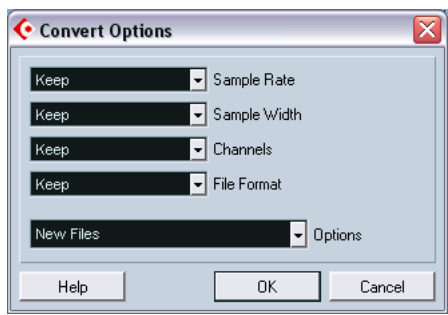 Convert Options
Keep Sample Rate
Keep Sample Width
Keep Channels
Keep File Format
New Files Options
Help OK Cancel